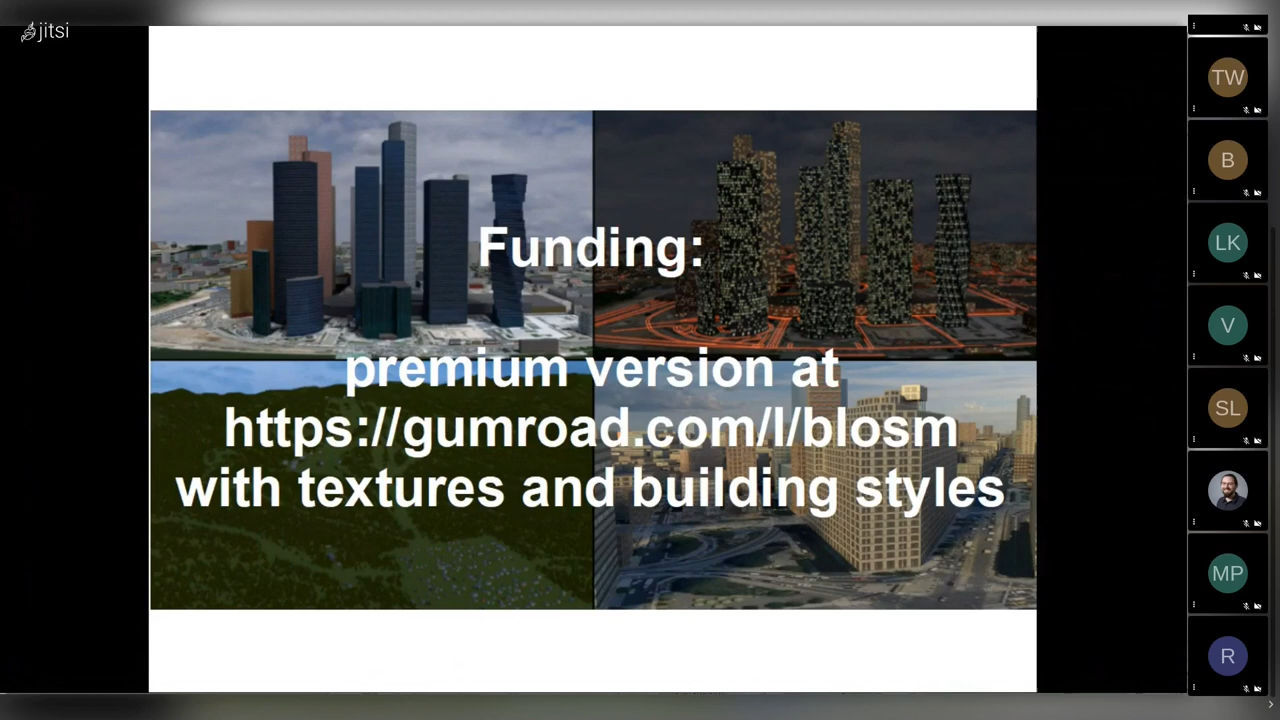 jitsi
Funding:
premium version at
https://gumroad.com/l/blosm
with textures and building styles
TW
B
LK
V
SL
MP
R